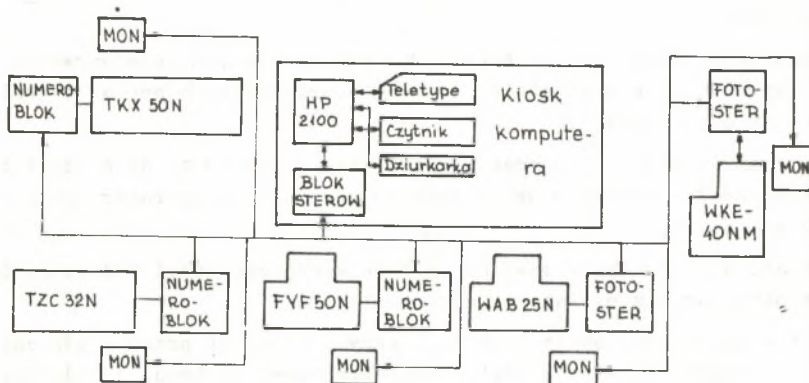 MON
NUMERO
BLOK
TKX 50N
HP
2100
Teletype
Czytnik
Dziurkarka
BLOK
STEROW.
Kiosk
kompute-
ra
FOTO-
STER
MON
WKE-
40NM
TZC 32N
NUME-
RO-
BLOK
FYF 50N
NUME-
RO-
BLOK
WAB 25N
FOTO-
STER
MON
MON
MON